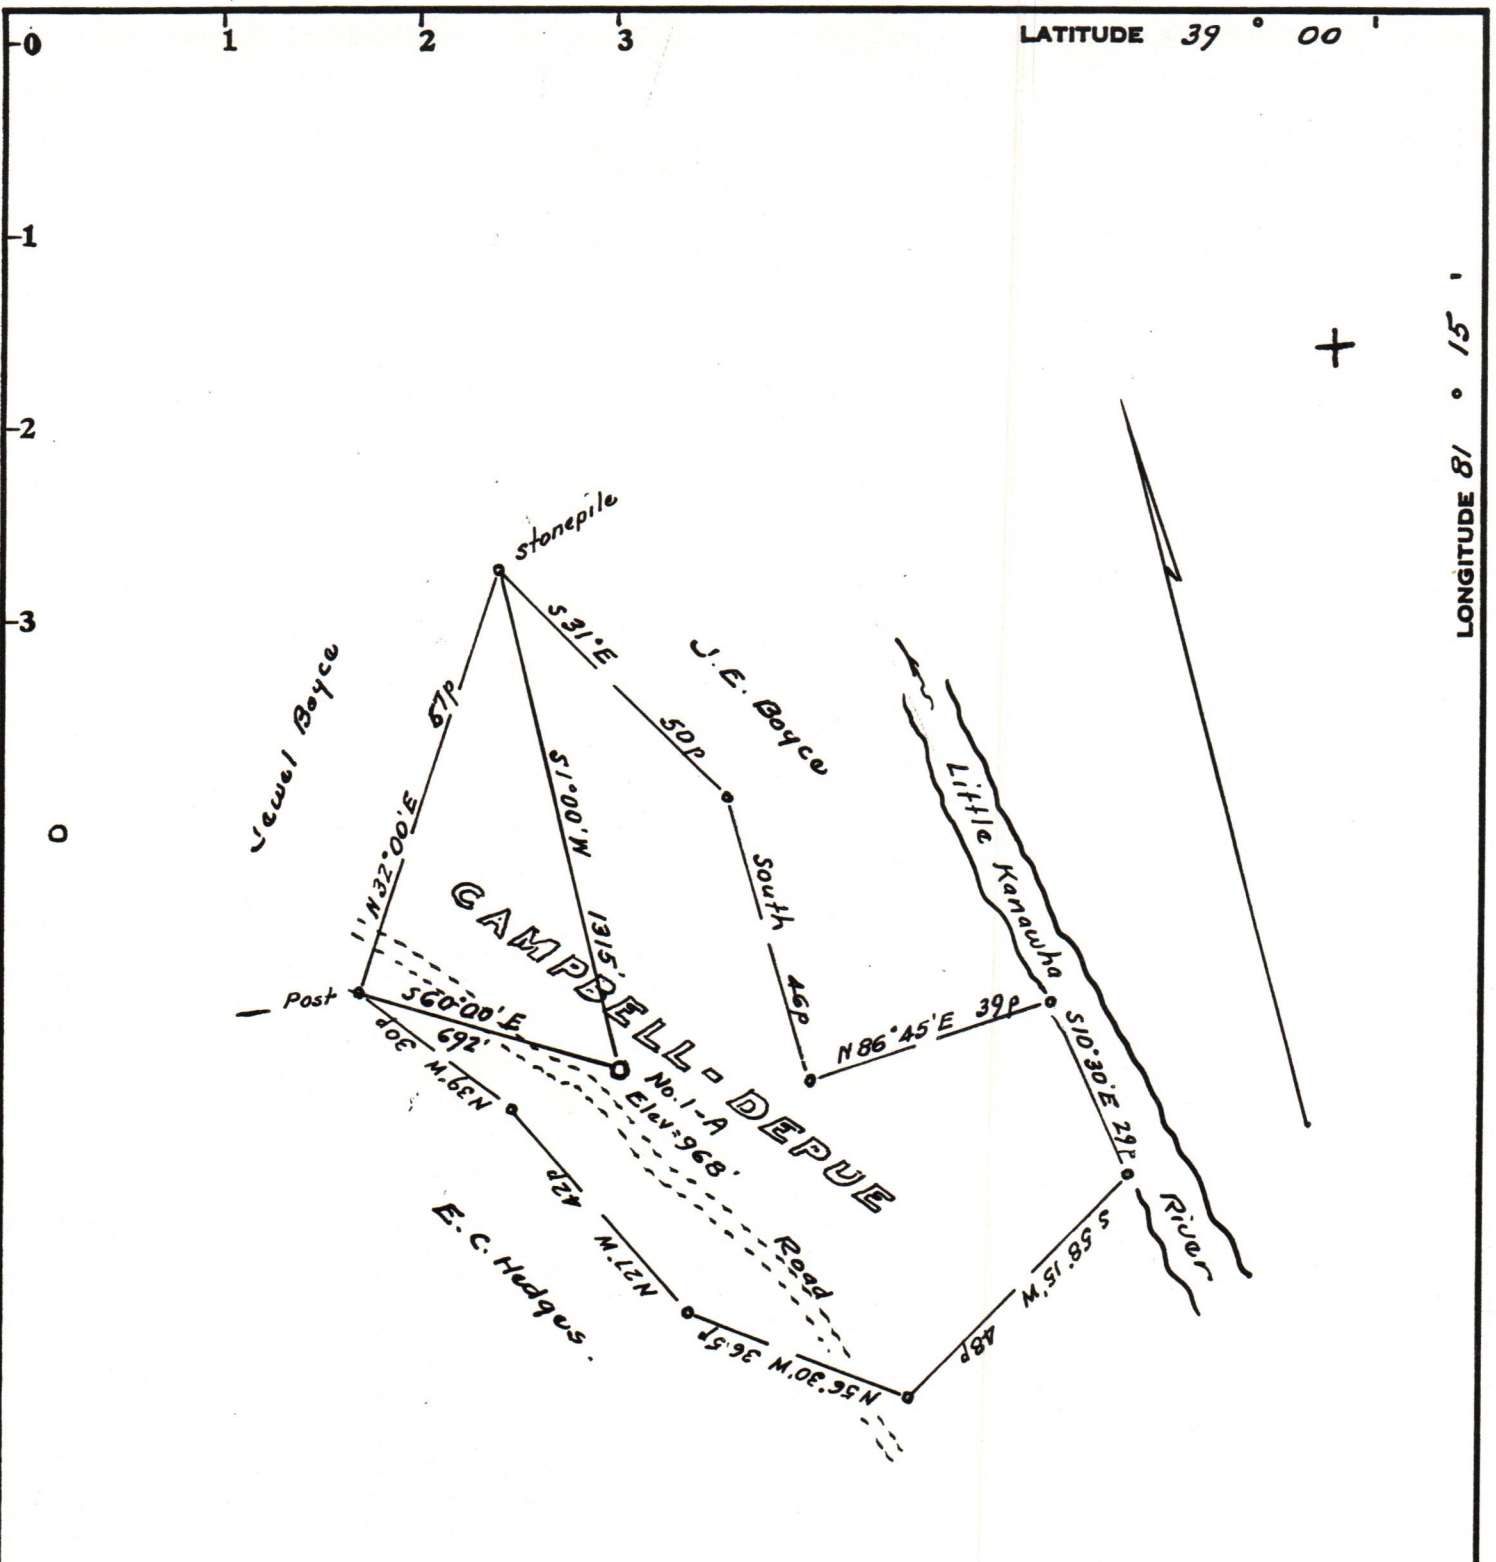 0 1 2 3 LATITUDE 39 ° 00 '
1
2
3
LONGITUDE 81 ° 15 '
stonepile
S 31° E
50P
J. E. Boyce
57P
N 32° 00' E
Jewel Boyce
S 1° 00' W
1315'
South
46P
N 86° 45' E 39P
Little Kanawha
River
S 10° 30' E 29P
Post
S 60° 00' E
692'
CAMPBELL - DEPUE
No. 1-A
Elev = 968'
30P
N 39° W
42P
N 27° W
E. C. Hedges.
Road
36.5P
N 56° 30' W
S 58° 15' W
48P